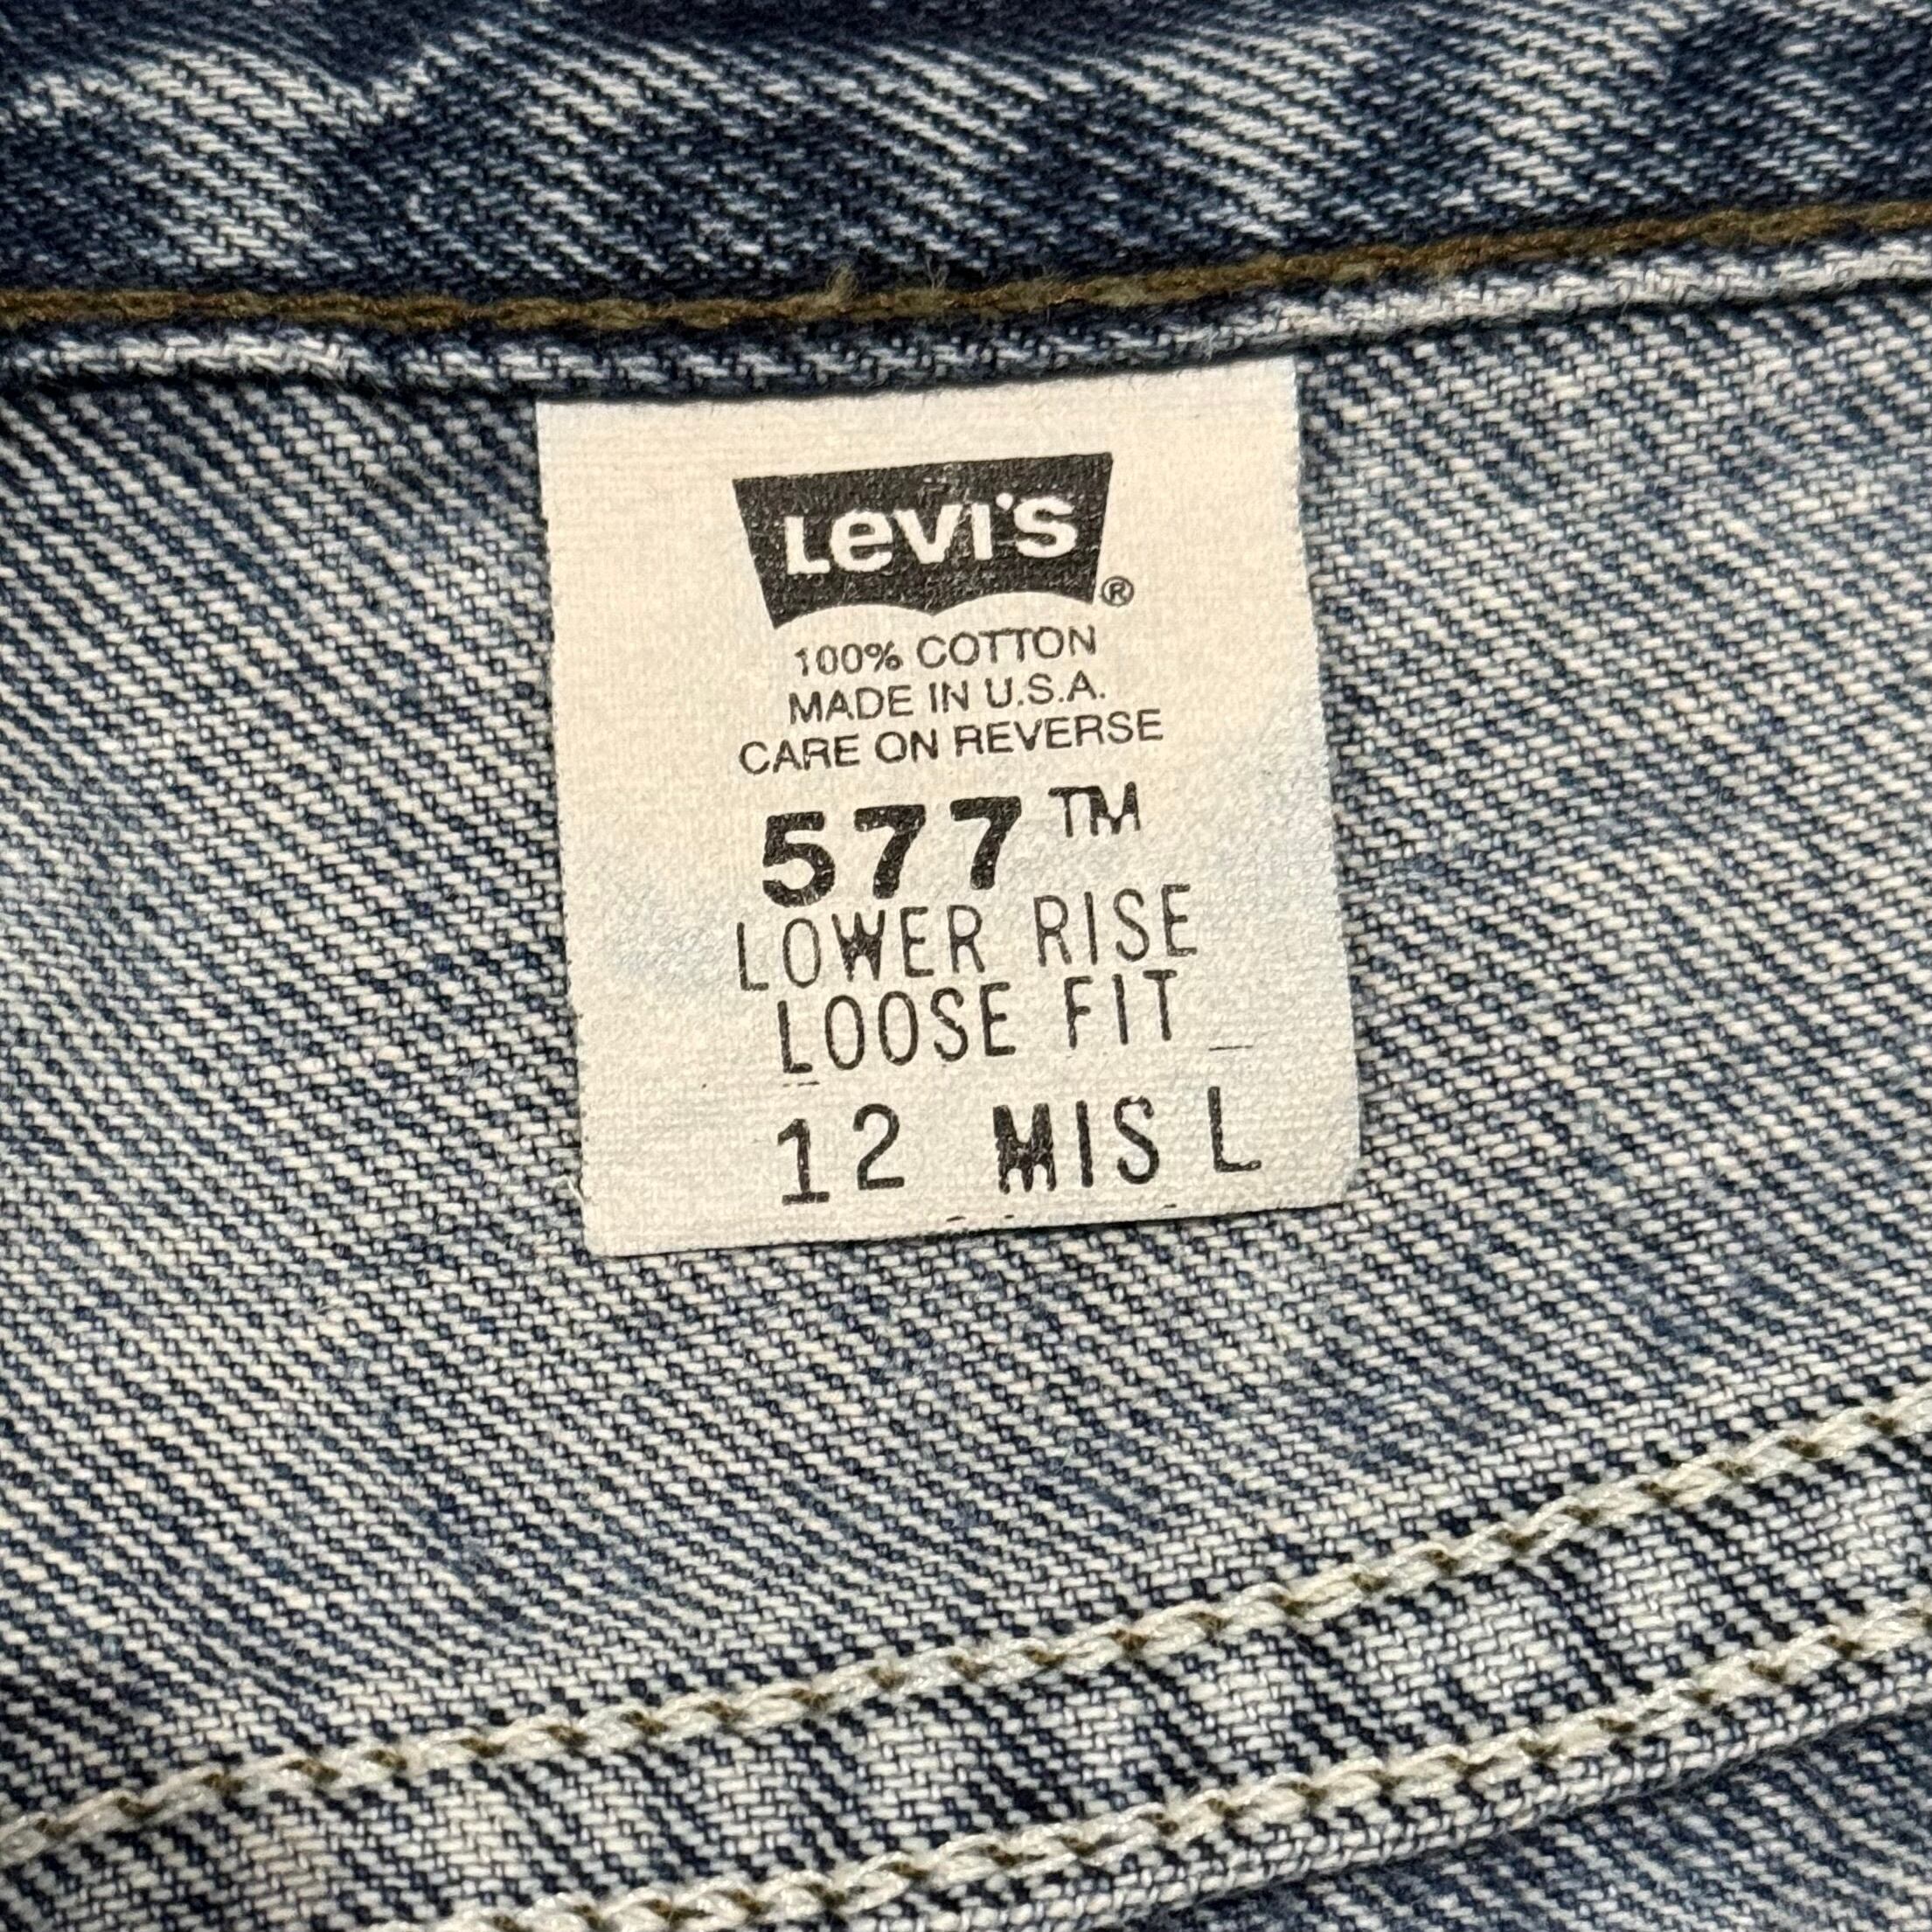 Levi's ®
100% COTTON
MADE IN U.S.A.
CARE ON REVERSE
577™
LOWER RISE
LOOSE FIT
12 MIS L